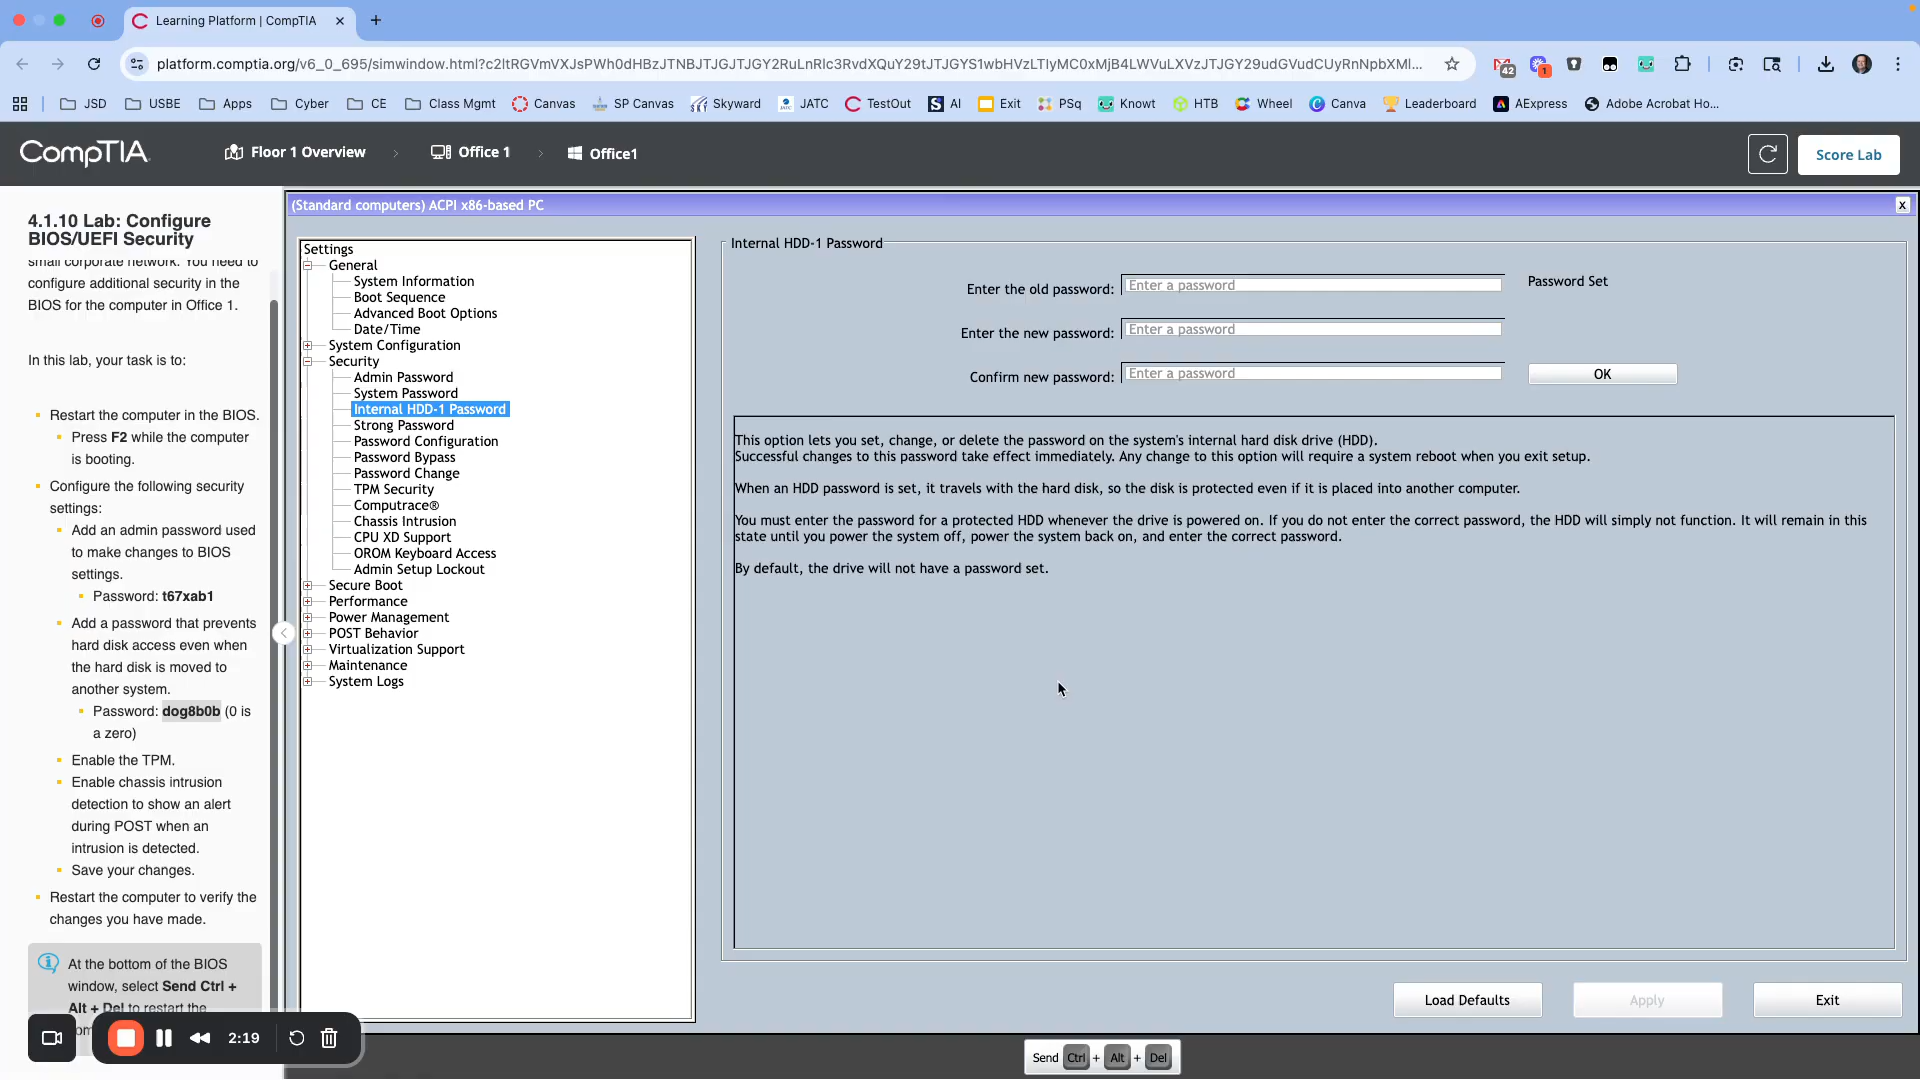 Learning Platform | CompTIA
platform.comptia.org/v6_0_695/simwindow.html?c2ltRGVmVXJsPWh0dHBzJTNBJTJGJTJGY2RuLnRlc3RvdXQuY29tJTJGYS1wbHVzLTIyMC0xMjB4LWVuLXVzJTJGY29udGVudCUyRnNpbXMl...
42
1
JSD
USBE
Apps
Cyber
CE
Class Mgmt
Canvas
SP Canvas
Skyward
JATC
TestOut
AI
Exit
PSq
Knowt
HTB
Wheel
Canva
Leaderboard
AExpress
Adobe Acrobat Ho...
CompTIA.
Floor 1 Overview
Office 1
Office1
Score Lab
4.1.10 Lab: Configure
BIOS/UEFI Security
small corporate network. You need to
configure additional security in the
BIOS for the computer in Office 1.
In this lab, your task is to:
Restart the computer in the BIOS.
Press F2 while the computer
is booting.
Configure the following security
settings:
Add an admin password used
to make changes to BIOS
settings.
Password: t67xab1
Add a password that prevents
hard disk access even when
the hard disk is moved to
another system.
Password: dog8b0b (0 is
a zero)
Enable the TPM.
Enable chassis intrusion
detection to show an alert
during POST when an
intrusion is detected.
Save your changes.
Restart the computer to verify the
changes you have made.
At the bottom of the BIOS
window, select Send Ctrl +
Alt + Del to restart the
2:19
(Standard computers) ACPI x86-based PC
X
Settings
General
System Information
Boot Sequence
Advanced Boot Options
Date/Time
System Configuration
Security
Admin Password
System Password
Internal HDD-1 Password
Strong Password
Password Configuration
Password Bypass
Password Change
TPM Security
Computrace®
Chassis Intrusion
CPU XD Support
OROM Keyboard Access
Admin Setup Lockout
Secure Boot
Performance
Power Management
POST Behavior
Virtualization Support
Maintenance
System Logs
Internal HDD-1 Password
Enter the old password: Enter a password Password Set
Enter the new password: Enter a password
Confirm new password: Enter a password OK
This option lets you set, change, or delete the password on the system's internal hard disk drive (HDD).
Successful changes to this password take effect immediately. Any change to this option will require a system reboot when you exit setup.
When an HDD password is set, it travels with the hard disk, so the disk is protected even if it is placed into another computer.
You must enter the password for a protected HDD whenever the drive is powered on. If you do not enter the correct password, the HDD will simply not function. It will remain in this
state until you power the system off, power the system back on, and enter the correct password.
By default, the drive will not have a password set.
Load Defaults
Apply
Exit
Send Ctrl + Alt + Del